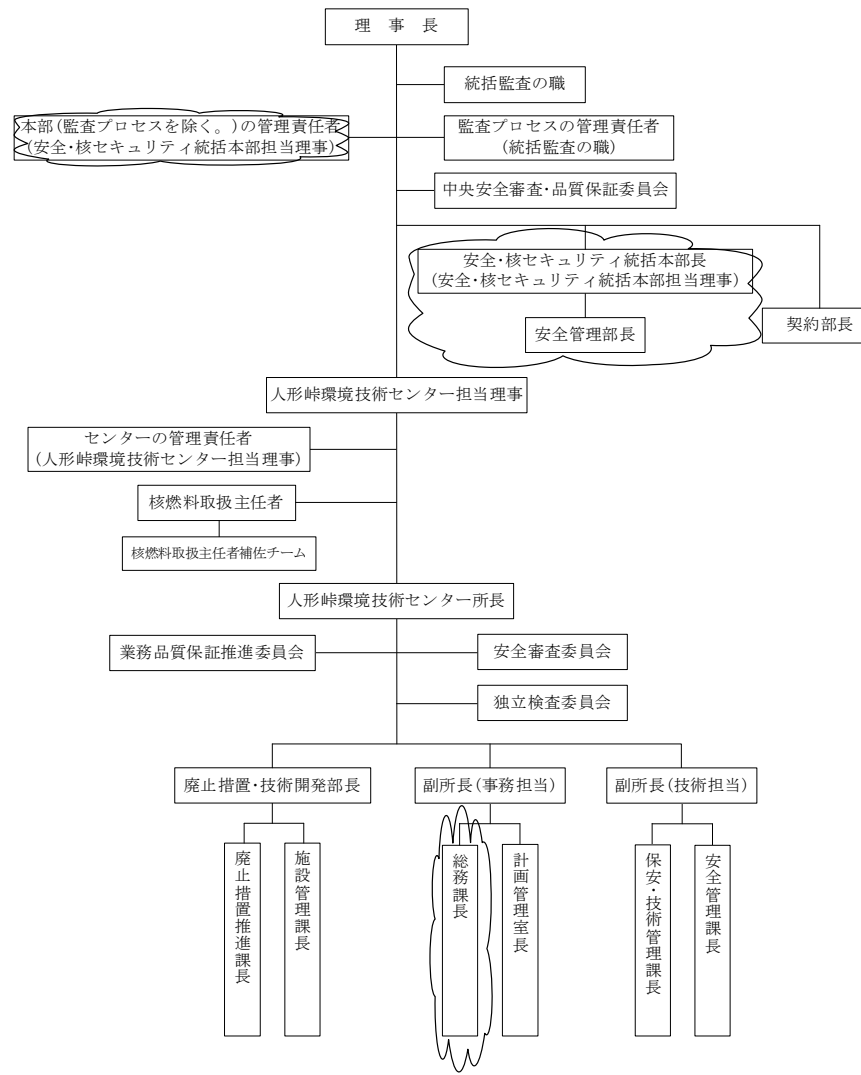 理 事 長
統括監査の職
本部(監査プロセスを除く。)の管理責任者
(安全・核セキュリティ統括本部担当理事)
監査プロセスの管理責任者
(統括監査の職)
中央安全審査・品質保証委員会
安全・核セキュリティ統括本部長
(安全・核セキュリティ統括本部担当理事)
安全管理部長
契約部長
人形峠環境技術センター担当理事
センターの管理責任者
(人形峠環境技術センター担当理事)
核燃料取扱主任者
核燃料取扱主任者補佐チーム
人形峠環境技術センター所長
業務品質保証推進委員会
安全審査委員会
独立検査委員会
廃止措置・技術開発部長
副所長(事務担当)
副所長(技術担当)
廃止措置推進課長
施設管理課長
総務課長
計画管理室長
保安・技術管理課長
安全管理課長